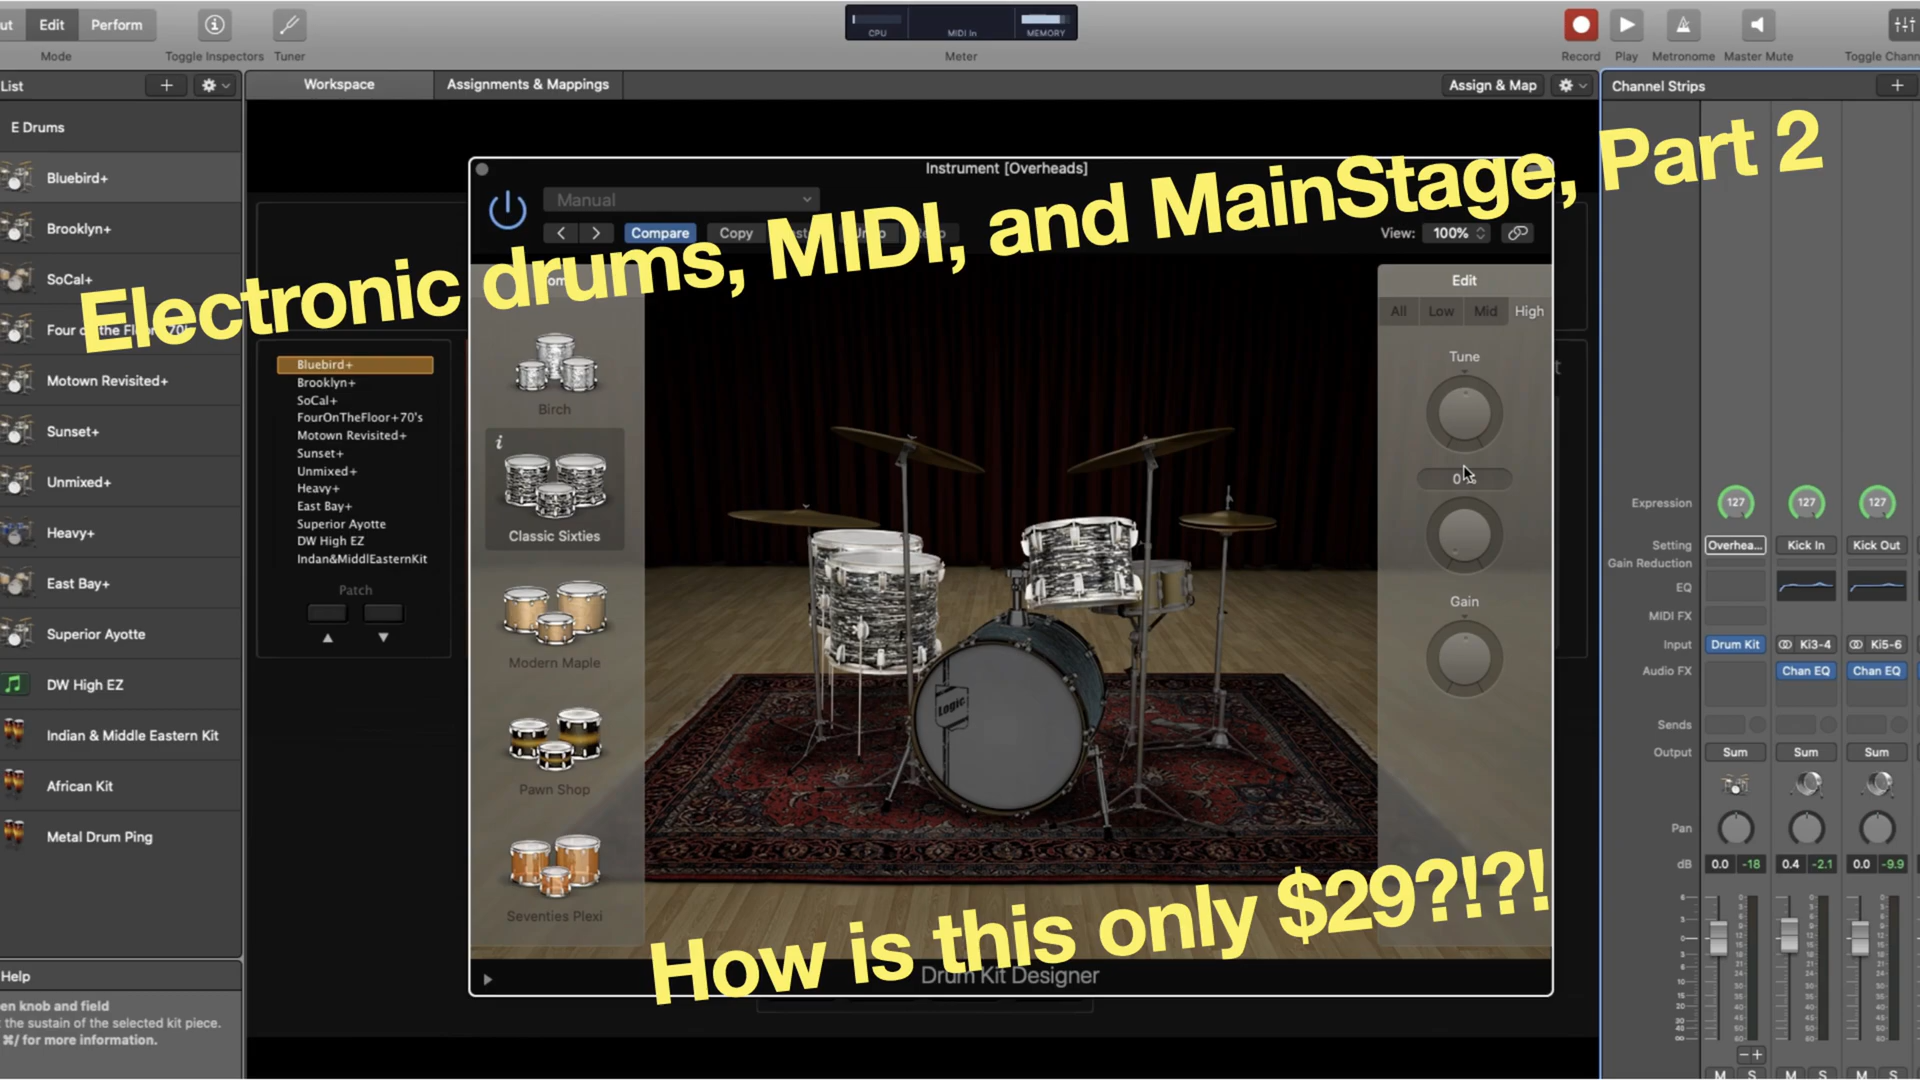 Edit
Perform
CPU
MIDI In
MEMORY
Mode
Toggle Inspectors
Tuner
Meter
Record
Play
Metronome
Master Mute
Toggle Chann
List
Workspace
Assignments & Mappings
Assign & Map
Channel Strips
E Drums
Bluebird+
Brooklyn+
SoCal+
Motown Revisited+
Sunset+
Unmixed+
Heavy+
East Bay+
Superior Ayotte
DW High EZ
Indian & Middle Eastern Kit
African Kit
Metal Drum Ping
Electronic drums, MIDI, and MainStage, Part 2
Instrument [Overheads]
Manual
Compare
Copy
View: 100%
Bluebird+
Brooklyn+
SoCal+
FourOnTheFloor+70's
Motown Revisited+
Sunset+
Unmixed+
Heavy+
East Bay+
Superior Ayotte
DW High EZ
Indan&MiddlEasternKit
Patch
Birch
Classic Sixties
Modern Maple
Pawn Shop
Seventies Plexi
Logic
Edit
All Low Mid High
Tune
Gain
Expression 127 127 127
Setting Overhea... Kick In Kick Out
Gain Reduction
EQ
MIDI FX
Input Drum Kit Ki3-4 Ki5-6
Audio FX Chan EQ Chan EQ
Sends
Output Sum Sum Sum
Pan
dB 0.0 -18 0.4 -2.1 0.0 -9.9
M S M S M S
How is this only $29?!?!
Drum Kit Designer
Help
en knob and field
the sustain of the selected kit piece.
⌘/ for more information.